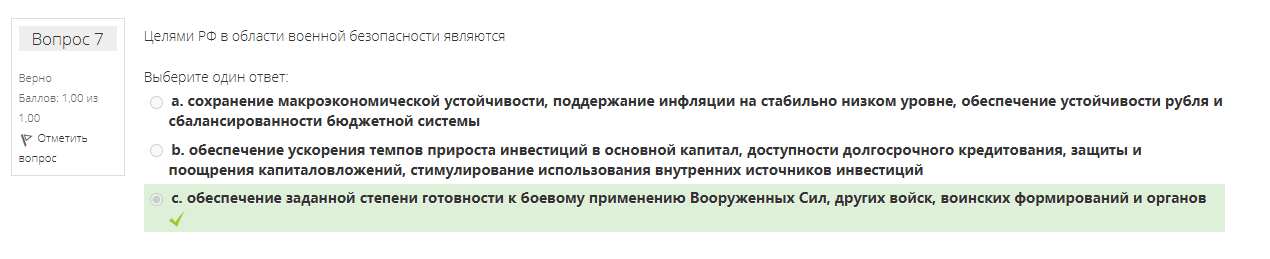 Вопрос 7
Верно
Баллов: 1,00 из
1,00
Отметить
вопрос
Целями РФ в области военной безопасности являются
Выберите один ответ:
a. сохранение макроэкономической устойчивости, поддержание инфляции на стабильно низком уровне, обеспечение устойчивости рубля и
сбалансированности бюджетной системы
b. обеспечение ускорения темпов прироста инвестиций в основной капитал, доступности долгосрочного кредитования, защиты и
поощрения капиталовложений, стимулирование использования внутренних источников инвестиций
c. обеспечение заданной степени готовности к боевому применению Вооруженных Сил, других войск, воинских формирований и органов